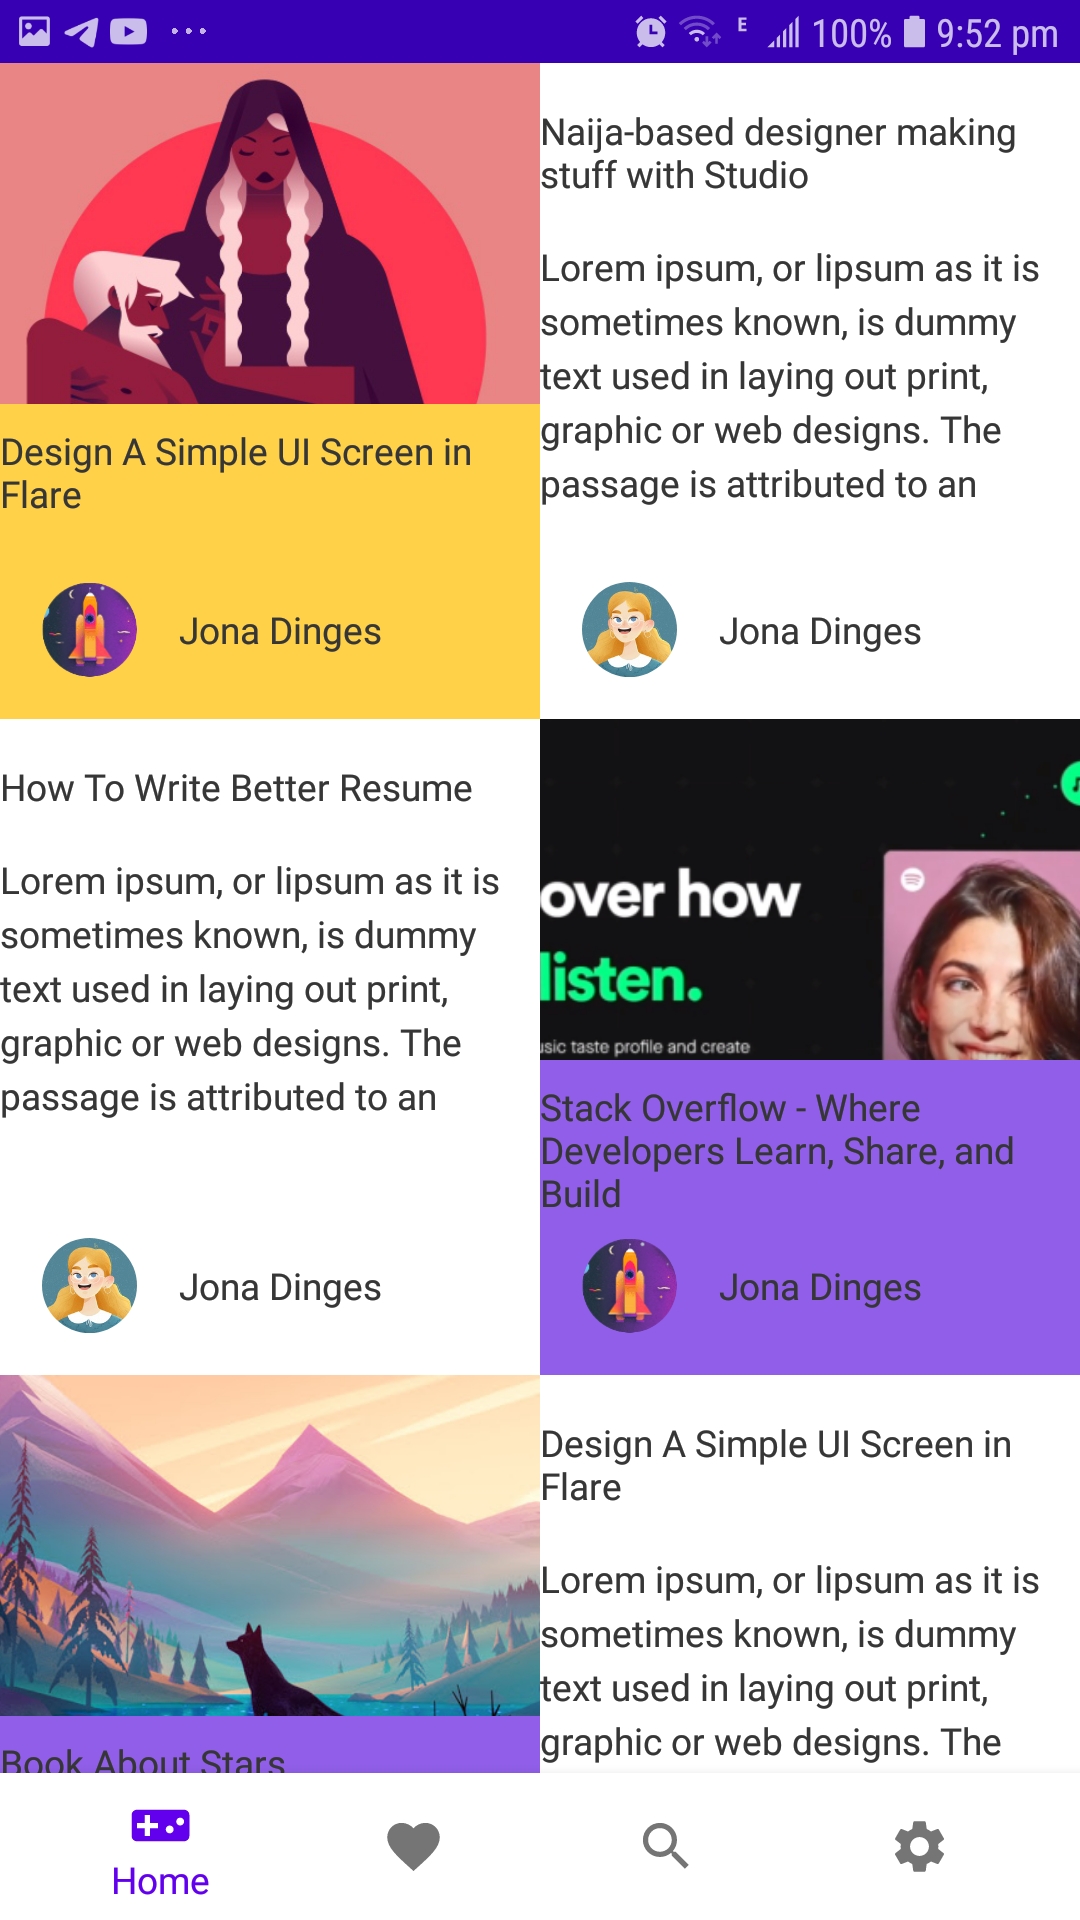 E 100% 9:52 pm
Design A Simple UI Screen in
Flare
Jona Dinges
Naija-based designer making
stuff with Studio
Lorem ipsum, or lipsum as it is
sometimes known, is dummy
text used in laying out print,
graphic or web designs. The
passage is attributed to an
Jona Dinges
How To Write Better Resume
Lorem ipsum, or lipsum as it is
sometimes known, is dummy
text used in laying out print,
graphic or web designs. The
passage is attributed to an
Jona Dinges
over how
listen.
usic taste profile and create
Stack Overflow - Where
Developers Learn, Share, and
Build
Jona Dinges
Book About Stars
Design A Simple UI Screen in
Flare
Lorem ipsum, or lipsum as it is
sometimes known, is dummy
text used in laying out print,
graphic or web designs. The
Home